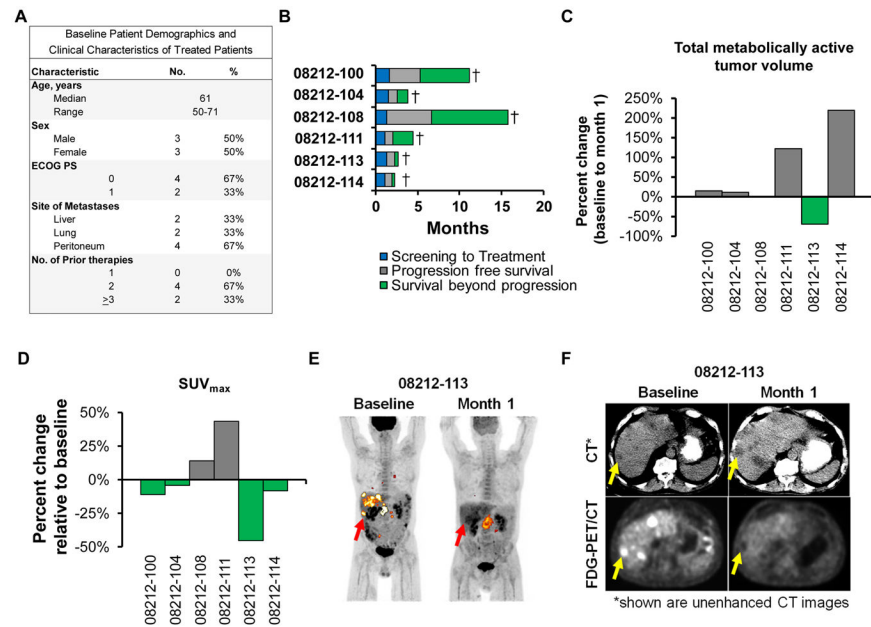 A
Baseline Patient Demographics and
Clinical Characteristics of Treated Patients
Characteristic No. %
Age, years
Median 61
Range 50-71
Sex
Male 3 50%
Female 3 50%
ECOG PS
0 4 67%
1 2 33%
Site of Metastases
Liver 2 33%
Lung 2 33%
Peritoneum 4 67%
No. of Prior therapies
1 0 0%
2 4 67%
≥3 2 33%
B
08212-100 †
08212-104 †
08212-108 †
08212-111 †
08212-113 †
08212-114 †
0 5 10 15 20
Months
Screening to Treatment
Progression free survival
Survival beyond progression
C
Total metabolically active
tumor volume
Percent change
(baseline to month 1)
250%
200%
150%
100%
50%
0%
-50%
-100%
08212-100
08212-104
08212-108
08212-111
08212-113
08212-114
D
SUVmax
Percent change
relative to baseline
50%
25%
0%
-25%
-50%
08212-100
08212-104
08212-108
08212-111
08212-113
08212-114
E
08212-113
Baseline Month 1
F
08212-113
Baseline Month 1
CT*
FDG-PET/CT
*shown are unenhanced CT images